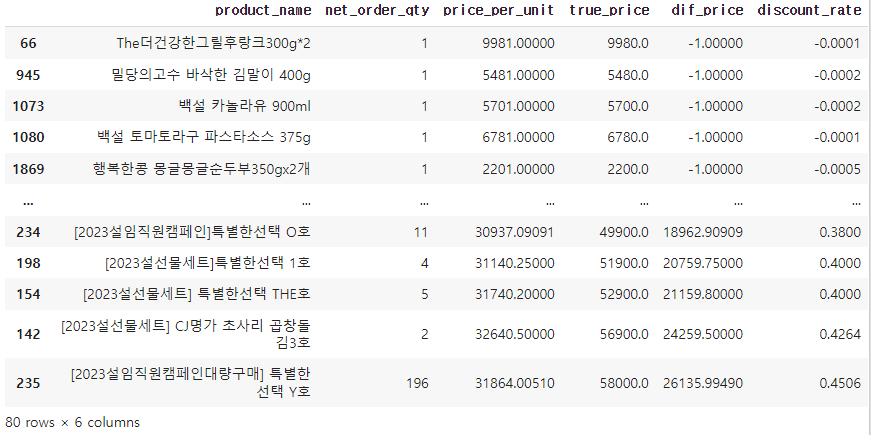 product_name net_order_qty price_per_unit true_price dif_price discount_rate
66 The더건강한그릴후랑크300g*2 1 9981.00000 9980.0 -1.00000 -0.0001
945 밀당의고수 바삭한 김말이 400g 1 5481.00000 5480.0 -1.00000 -0.0002
1073 백설 카놀라유 900ml 1 5701.00000 5700.0 -1.00000 -0.0002
1080 백설 토마토라구 파스타소스 375g 1 6781.00000 6780.0 -1.00000 -0.0001
1869 행복한콩 몽글몽글순두부350gx2개 1 2201.00000 2200.0 -1.00000 -0.0005
... ... ... ... ... ... ...
234 [2023설임직원캠페인]특별한선택 O호 11 30937.09091 49900.0 18962.90909 0.3800
198 [2023설선물세트]특별한선택 1호 4 31140.25000 51900.0 20759.75000 0.4000
154 [2023설선물세트] 특별한선택 THE호 5 31740.20000 52900.0 21159.80000 0.4000
142 [2023설선물세트] CJ명가 초사리 곱창돌 2 32640.50000 56900.0 24259.50000 0.4264
김3호
235 [2023설임직원캠페인대량구매] 특별한 196 31864.00510 58000.0 26135.99490 0.4506
선택 Y호
80 rows × 6 columns